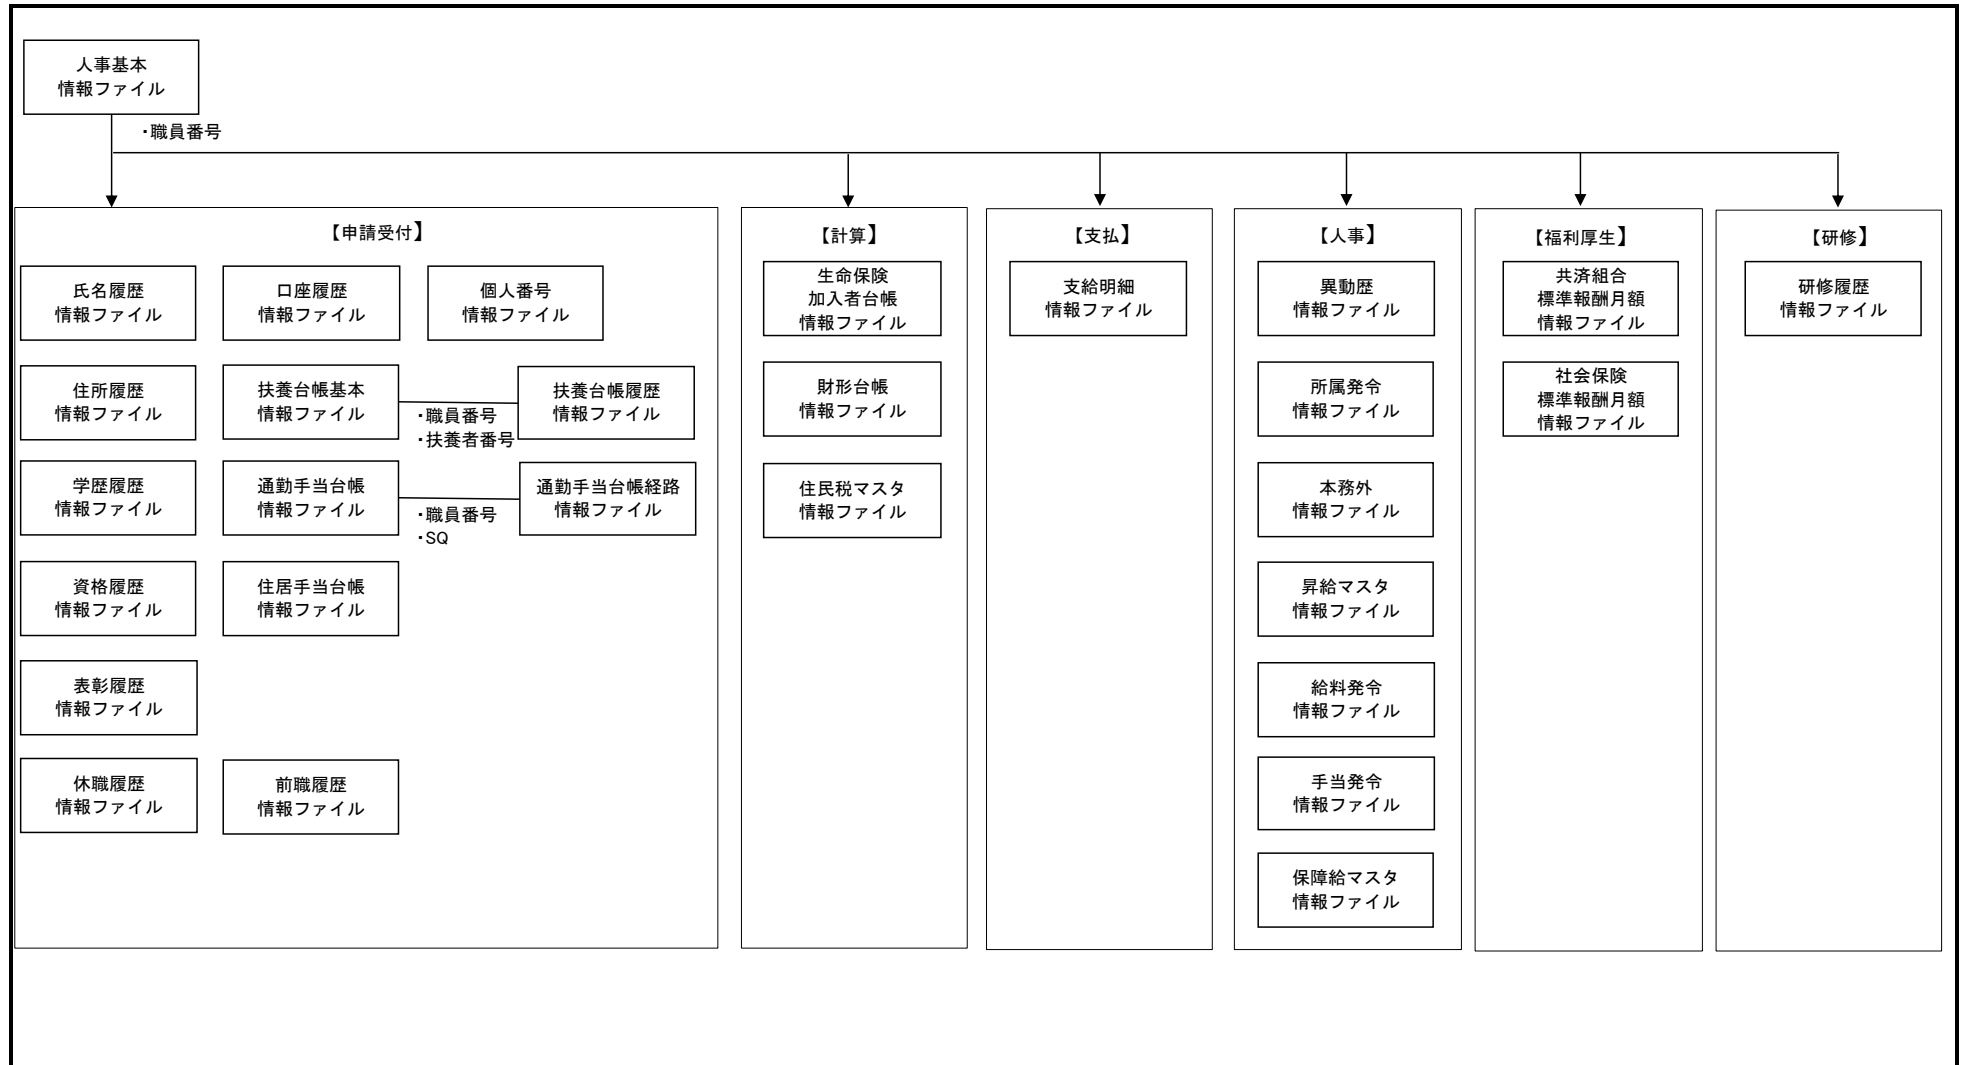 人事基本
情報ファイル
・職員番号
【申請受付】
氏名履歴
情報ファイル
口座履歴
情報ファイル
個人番号
情報ファイル
住所履歴
情報ファイル
扶養台帳基本
情報ファイル
・職員番号
・扶養者番号
扶養台帳履歴
情報ファイル
学歴履歴
情報ファイル
通勤手当台帳
情報ファイル
・職員番号
・SQ
通勤手当台帳経路
情報ファイル
資格履歴
情報ファイル
住居手当台帳
情報ファイル
表彰履歴
情報ファイル
休職履歴
情報ファイル
前職履歴
情報ファイル
【計算】
生命保険
加入者台帳
情報ファイル
財形台帳
情報ファイル
住民税マスタ
情報ファイル
【支払】
支給明細
情報ファイル
【人事】
異動歴
情報ファイル
所属発令
情報ファイル
本務外
情報ファイル
昇給マスタ
情報ファイル
給料発令
情報ファイル
手当発令
情報ファイル
保障給マスタ
情報ファイル
【福利厚生】
共済組合
標準報酬月額
情報ファイル
社会保険
標準報酬月額
情報ファイル
【研修】
研修履歴
情報ファイル